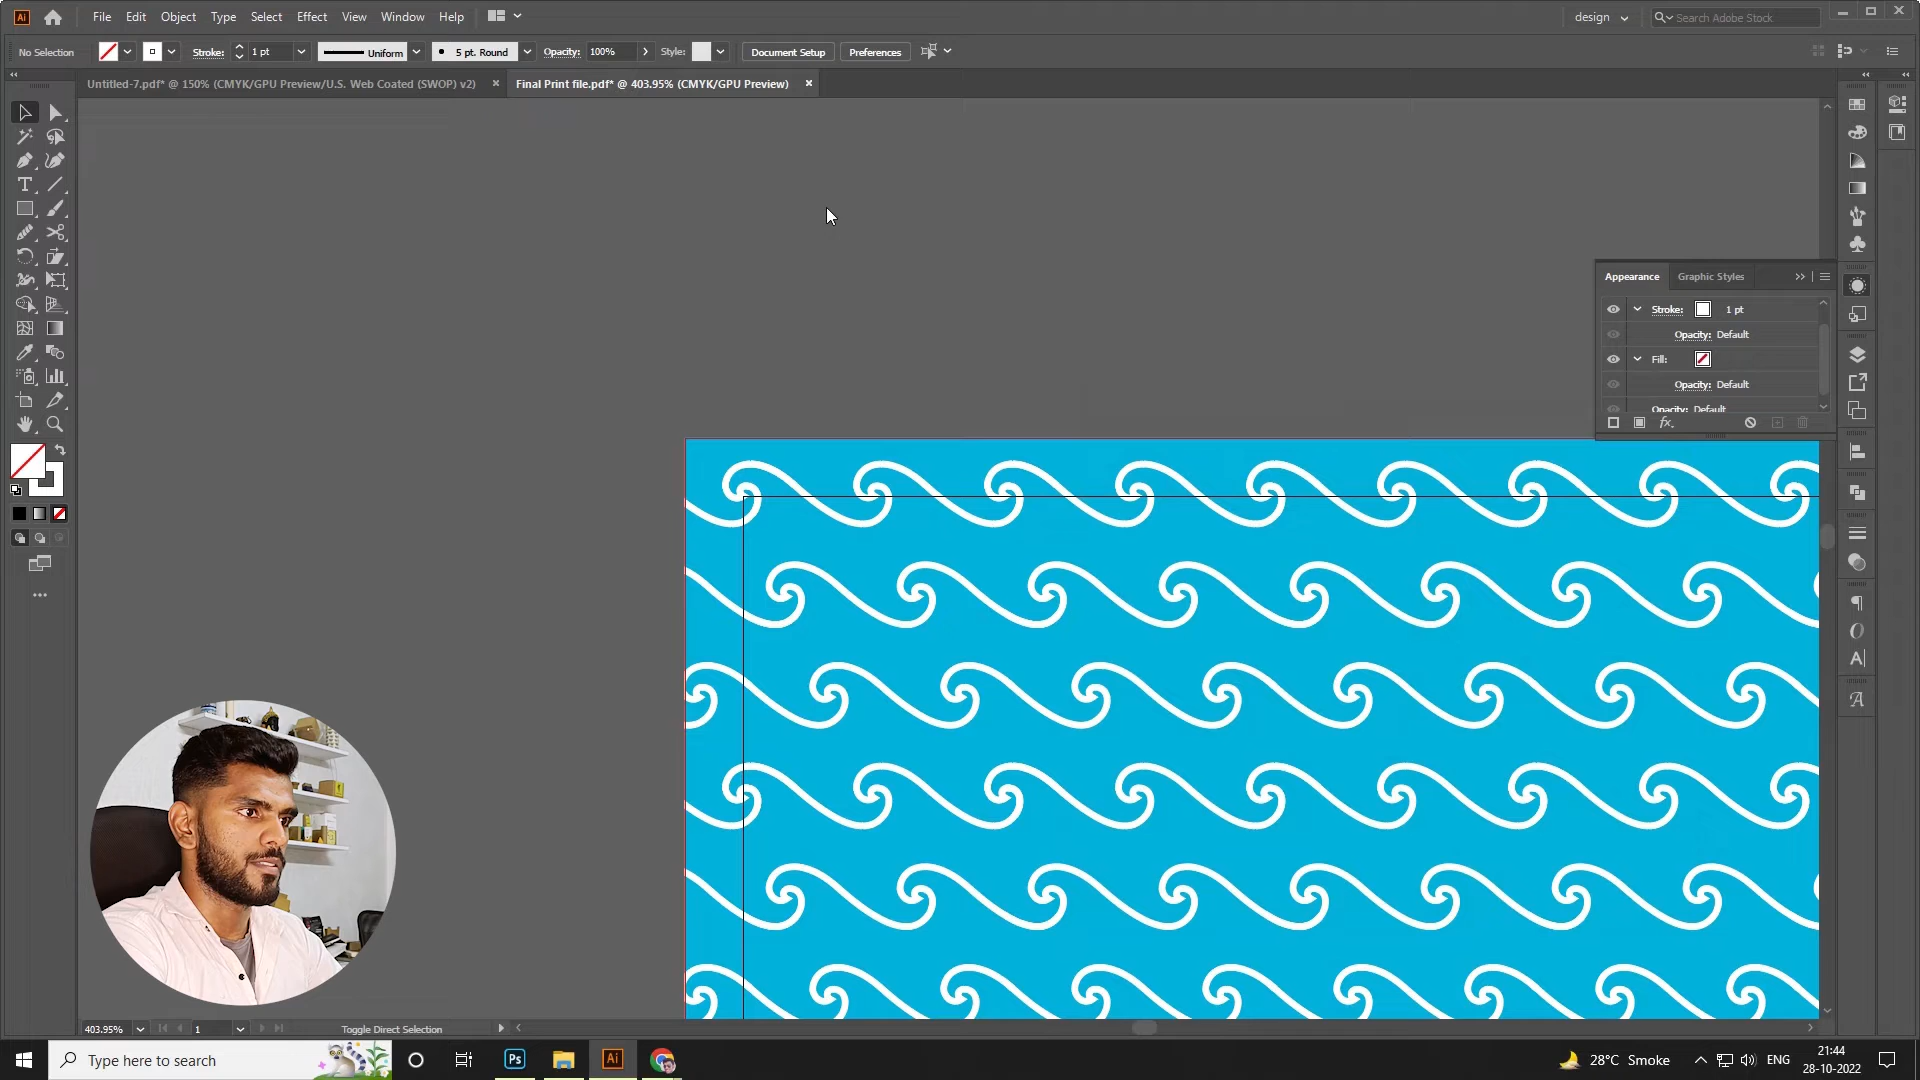 Ai File Edit Object Type Select Effect View Window Help design Search Adobe Stock
No Selection Stroke: 1 pt Uniform 5 pt. Round Opacity: 100% Style: Document Setup Preferences
Untitled-7.pdf* @ 150% (CMYK/GPU Preview/U.S. Web Coated (SWOP) v2) Final Print file.pdf* @ 403.95% (CMYK/GPU Preview)
Appearance Graphic Styles
Stroke: 1 pt
Opacity: Default
Fill:
Opacity: Default
Opacity: Default
fx.
403.95% 1 Toggle Direct Selection
Type here to search Ps Ai 28°C Smoke ENG 21:44
28-10-2022